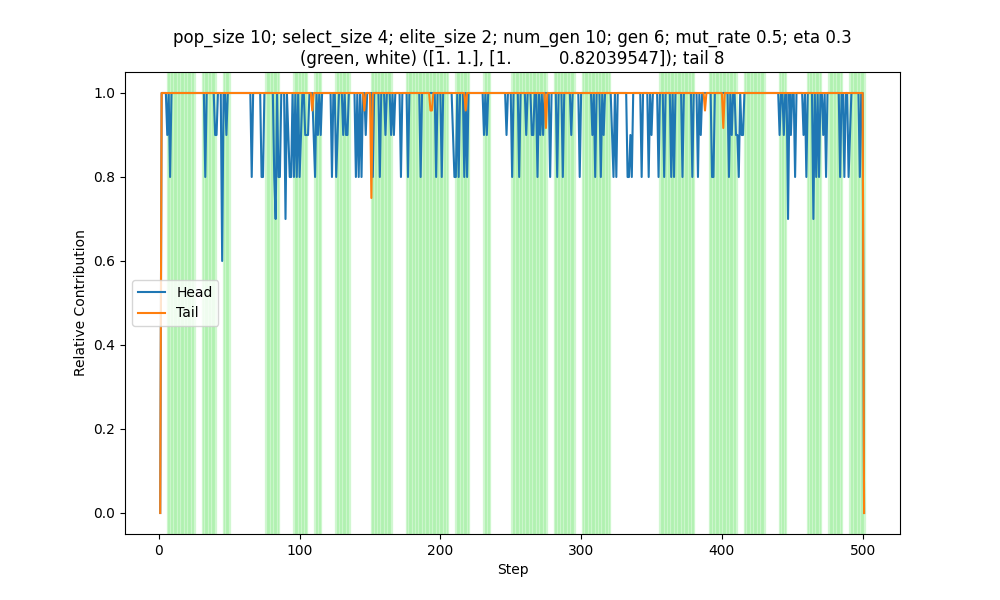 pop_size 10; select_size 4; elite_size 2; num_gen 10; gen 6; mut_rate 0.5; eta 0.3
(green, white) ([1. 1.], [1.          0.82039547]); tail 8
Relative Contribution
1.0
0.8
0.6
0.4
0.2
0.0
Head
Tail
0
100
200
300
400
500
Step